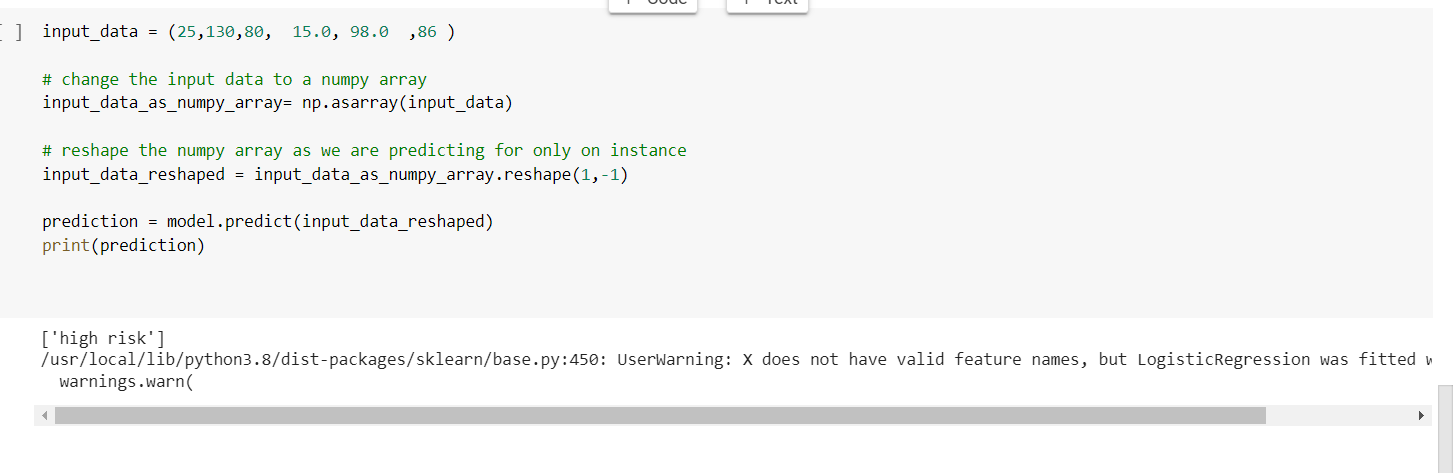 + Code + Text
[ ] input_data = (25,130,80,  15.0, 98.0  ,86 )
# change the input data to a numpy array
input_data_as_numpy_array= np.asarray(input_data)
# reshape the numpy array as we are predicting for only on instance
input_data_reshaped = input_data_as_numpy_array.reshape(1,-1)
prediction = model.predict(input_data_reshaped)
print(prediction)
['high risk']
/usr/local/lib/python3.8/dist-packages/sklearn/base.py:450: UserWarning: X does not have valid feature names, but LogisticRegression was fitted
warnings.warn(